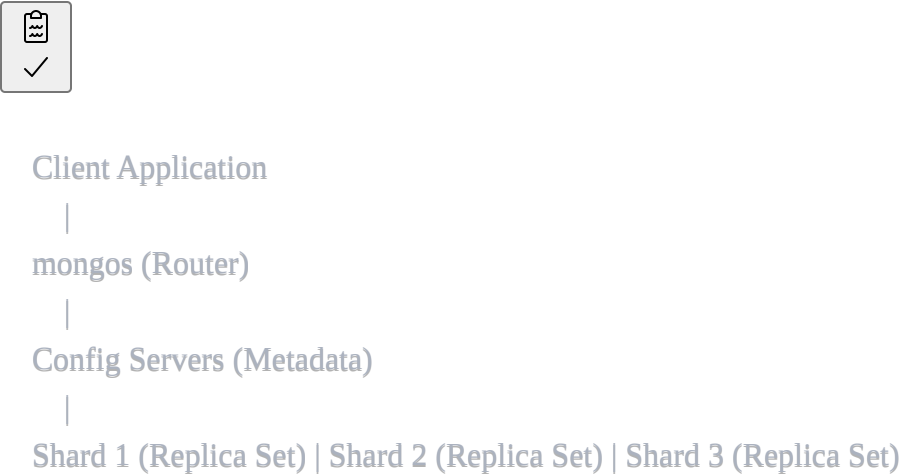 Client Application
|
mongos (Router)
|
Config Servers (Metadata)
|
Shard 1 (Replica Set) | Shard 2 (Replica Set) | Shard 3 (Replica Set)